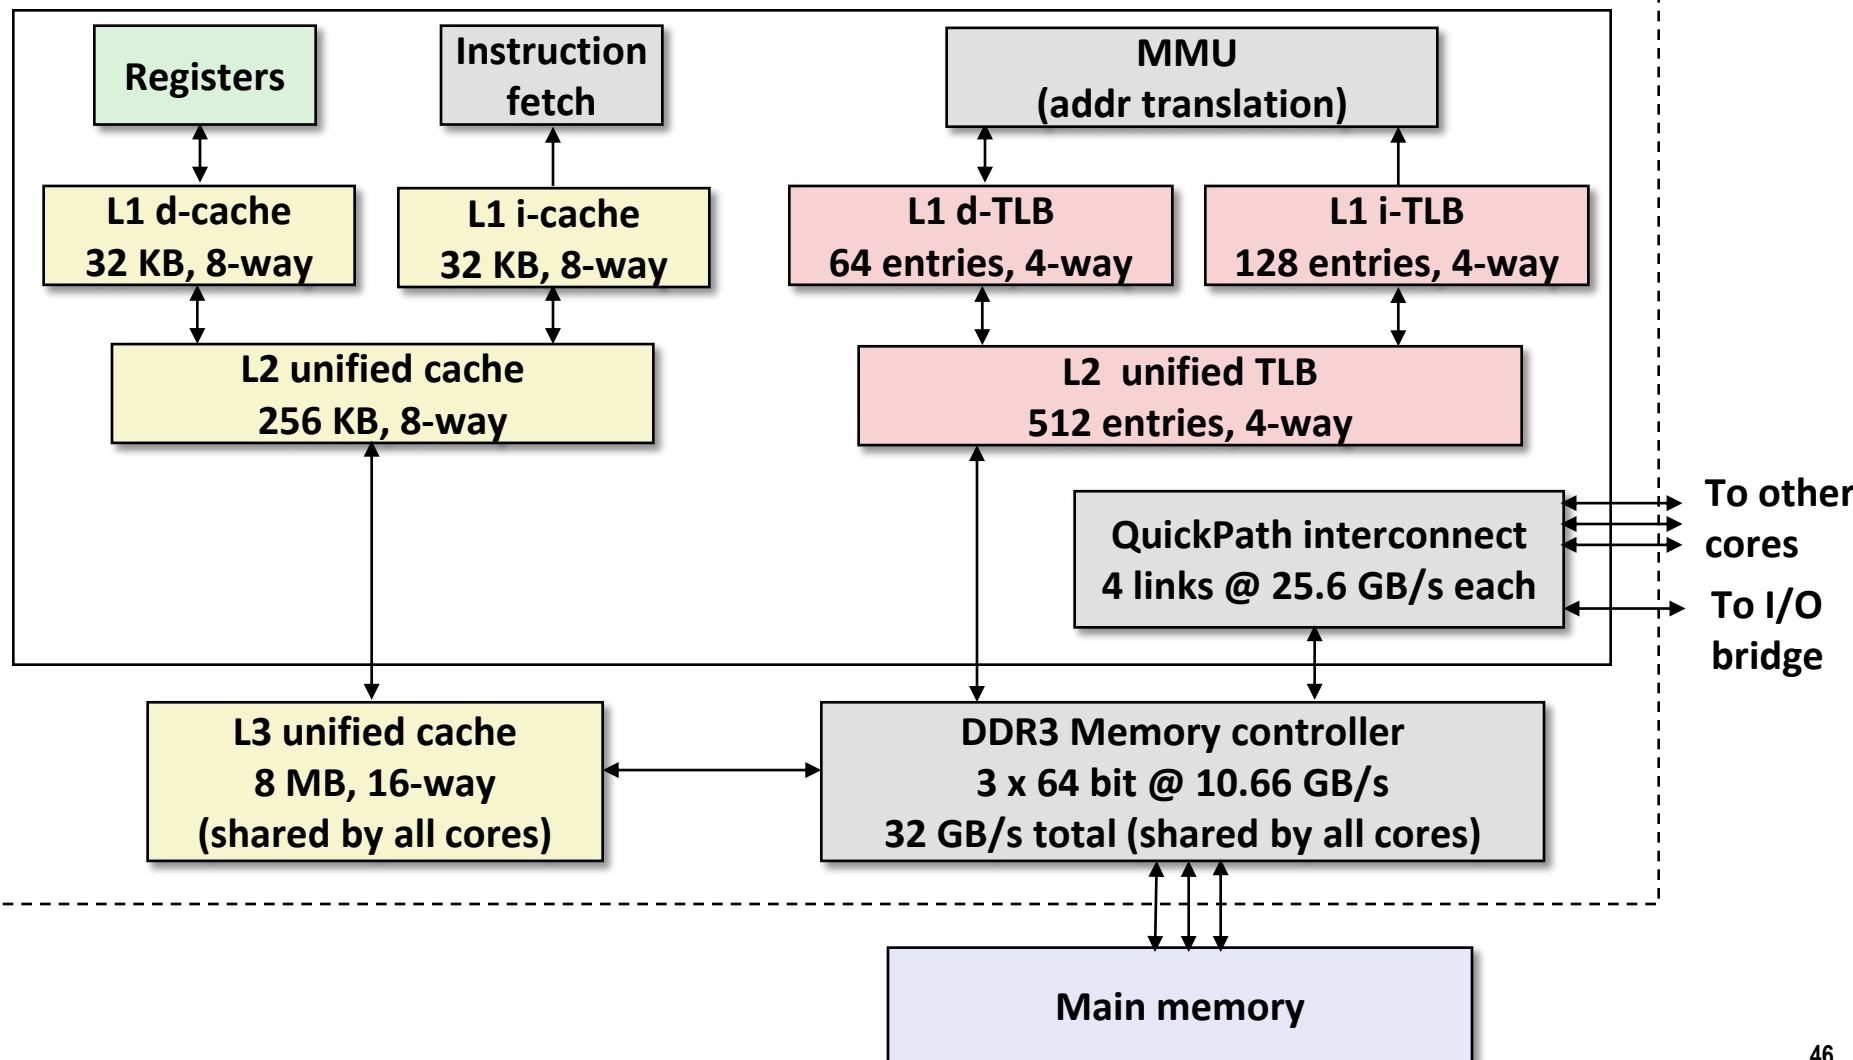 Registers
Instruction
fetch
MMU
(addr translation)
L1 d-cache
32 KB, 8-way
L1 i-cache
32 KB, 8-way
L1 d-TLB
64 entries, 4-way
L1 i-TLB
128 entries, 4-way
L2 unified cache
256 KB, 8-way
L2  unified TLB
512 entries, 4-way
QuickPath interconnect
4 links @ 25.6 GB/s each
To other
cores
To I/O
bridge
L3 unified cache
8 MB, 16-way
(shared by all cores)
DDR3 Memory controller
3 x 64 bit @ 10.66 GB/s
32 GB/s total (shared by all cores)
Main memory
46